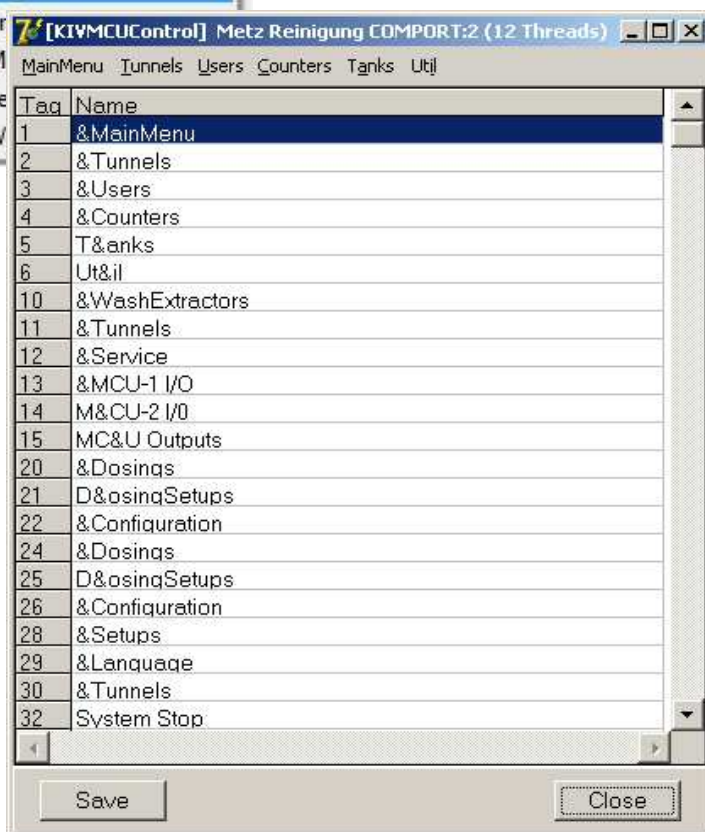 [KIVMCUControl] Metz Reinigung COMPORT:2 (12 Threads)
MainMenu Tunnels Users Counters Tanks Util
Tag Name
1 &MainMenu
2 &Tunnels
3 &Users
4 &Counters
5 T&anks
6 Ut&il
10 &WashExtractors
11 &Tunnels
12 &Service
13 &MCU-1 I/O
14 M&CU-2 I/0
15 MC&U Outputs
20 &Dosings
21 D&osingSetups
22 &Configuration
24 &Dosings
25 D&osingSetups
26 &Configuration
28 &Setups
29 &Language
30 &Tunnels
32 System Stop
Save Close